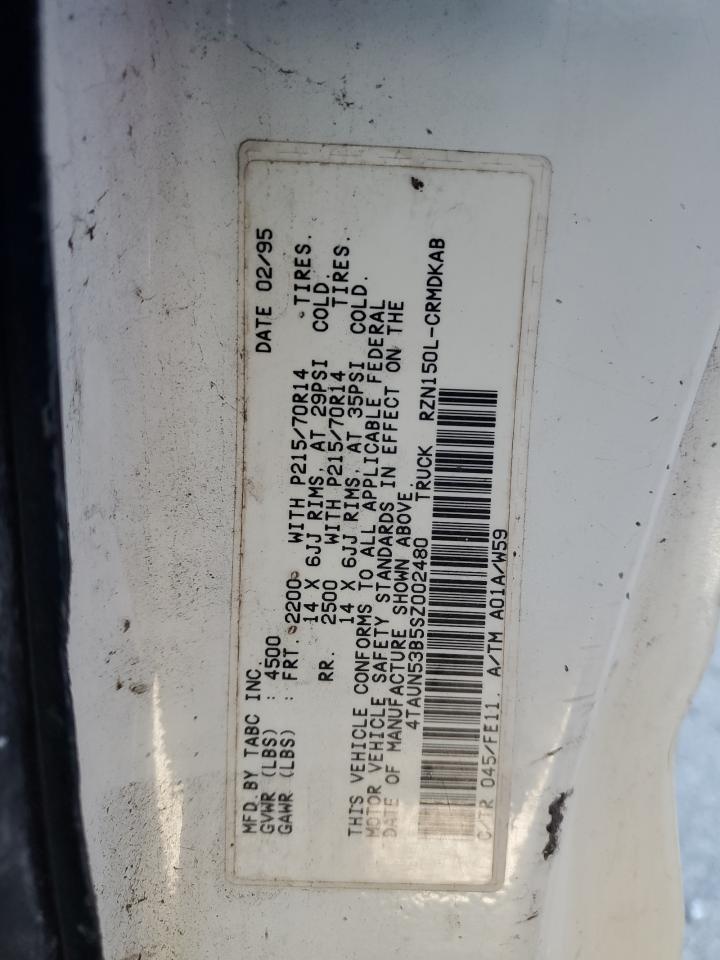 MFD.BY TABC INC. DATE 02/95
GVWR (LBS) : 4500
GAWR (LBS) : FRT. 2200 WITH P215/70R14 TIRES.
14 X 6JJ RIMS, AT 29PSI COLD.
RR. 2500 WITH P215/70R14 TIRES.
14 X 6JJ RIMS, AT 35PSI COLD.
THIS VEHICLE CONFORMS TO ALL APPLICABLE FEDERAL
MOTOR VEHICLE SAFETY STANDARDS IN EFFECT ON THE
DATE OF MANUFACTURE SHOWN ABOVE.
4TAUN53B5SZ002480 TRUCK RZN150L-CRMDKAB
C/TR 045/FE11. A/TM A01A/W59